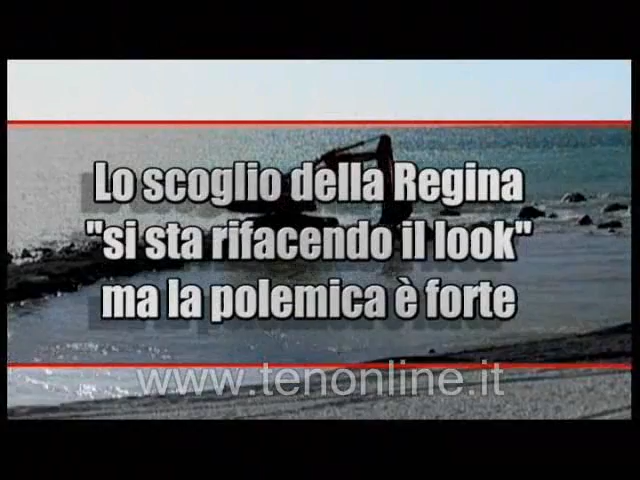 Lo scoglio della Regina
"si sta rifacendo il look"
ma la polemica è forte
www.tenonline.it